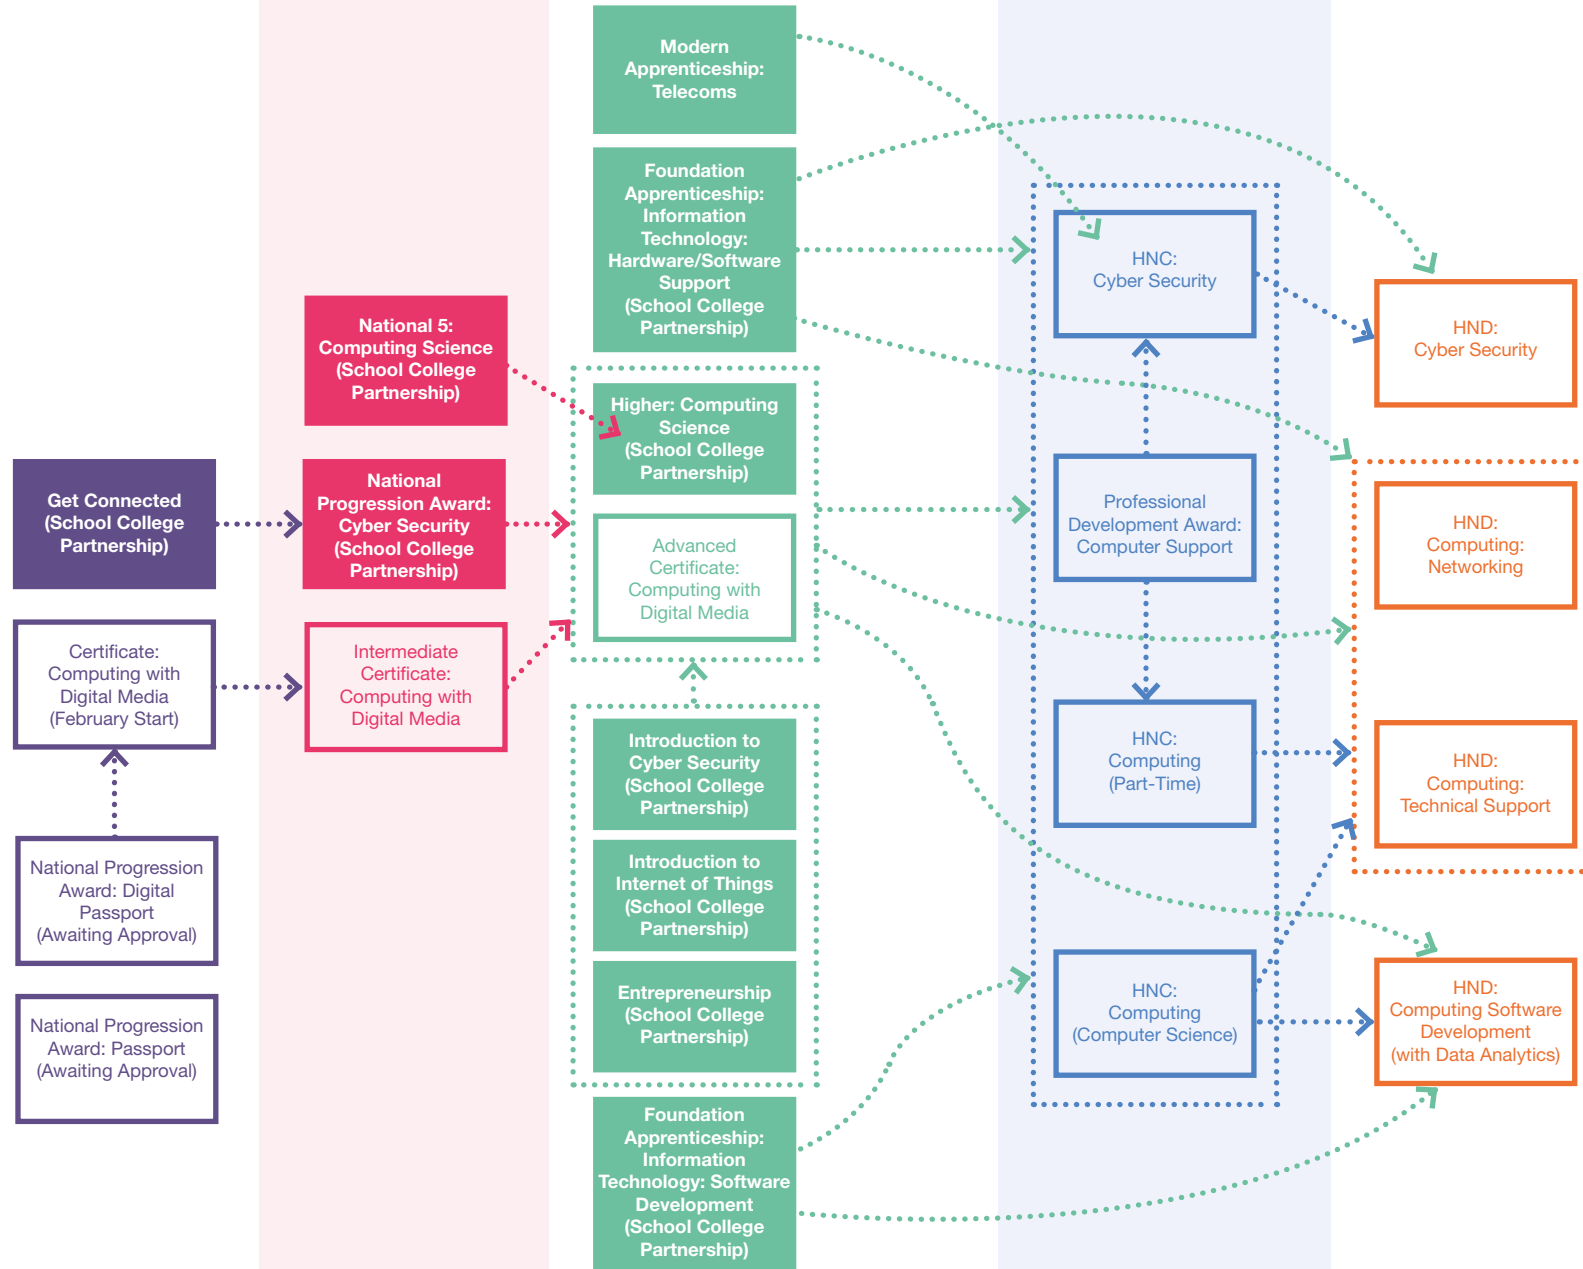 Get Connected
(School College
Partnership)
Certificate:
Computing with
Digital Media
(February Start)
National Progression
Award: Digital
Passport
(Awaiting Approval)
National Progression
Award: Passport
(Awaiting Approval)
National 5:
Computing Science
(School College
Partnership)
National
Progression Award:
Cyber Security
(School College
Partnership)
Intermediate
Certificate:
Computing with
Digital Media
Modern
Apprenticeship:
Telecoms
Foundation
Apprenticeship:
Information
Technology:
Hardware/Software
Support
(School College
Partnership)
Higher: Computing
Science
(School College
Partnership)
Advanced
Certificate:
Computing with
Digital Media
Introduction to
Cyber Security
(School College
Partnership)
Introduction to
Internet of Things
(School College
Partnership)
Entrepreneurship
(School College
Partnership)
Foundation
Apprenticeship:
Information
Technology: Software
Development
(School College
Partnership)
HNC:
Cyber Security
Professional
Development Award:
Computer Support
HNC:
Computing
(Part-Time)
HNC:
Computing
(Computer Science)
HND:
Cyber Security
HND:
Computing:
Networking
HND:
Computing:
Technical Support
HND:
Computing Software
Development
(with Data Analytics)